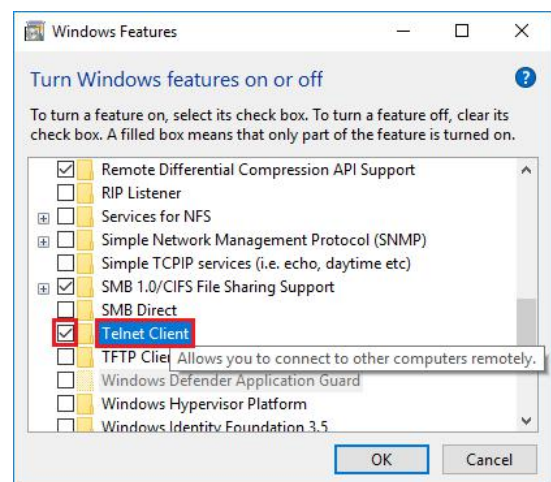 Windows Features
Turn Windows features on or off
To turn a feature on, select its check box. To turn a feature off, clear its
check box. A filled box means that only part of the feature is turned on.
Remote Differential Compression API Support
RIP Listener
Services for NFS
Simple Network Management Protocol (SNMP)
Simple TCPIP services (i.e. echo, daytime etc)
SMB 1.0/CIFS File Sharing Support
SMB Direct
Telnet Client
TFTP Clie
Allows you to connect to other computers remotely.
Windows Defender Application Guard
Windows Hypervisor Platform
Windows Identity Foundation 3.5
OK
Cancel